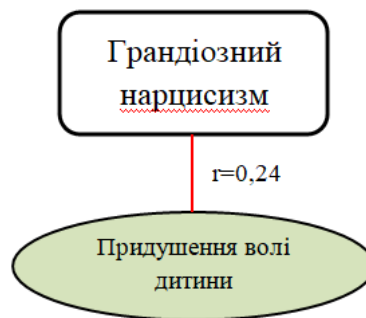 Грандіозний
нарцисизм
r=0,24
Придушення волі
дитини